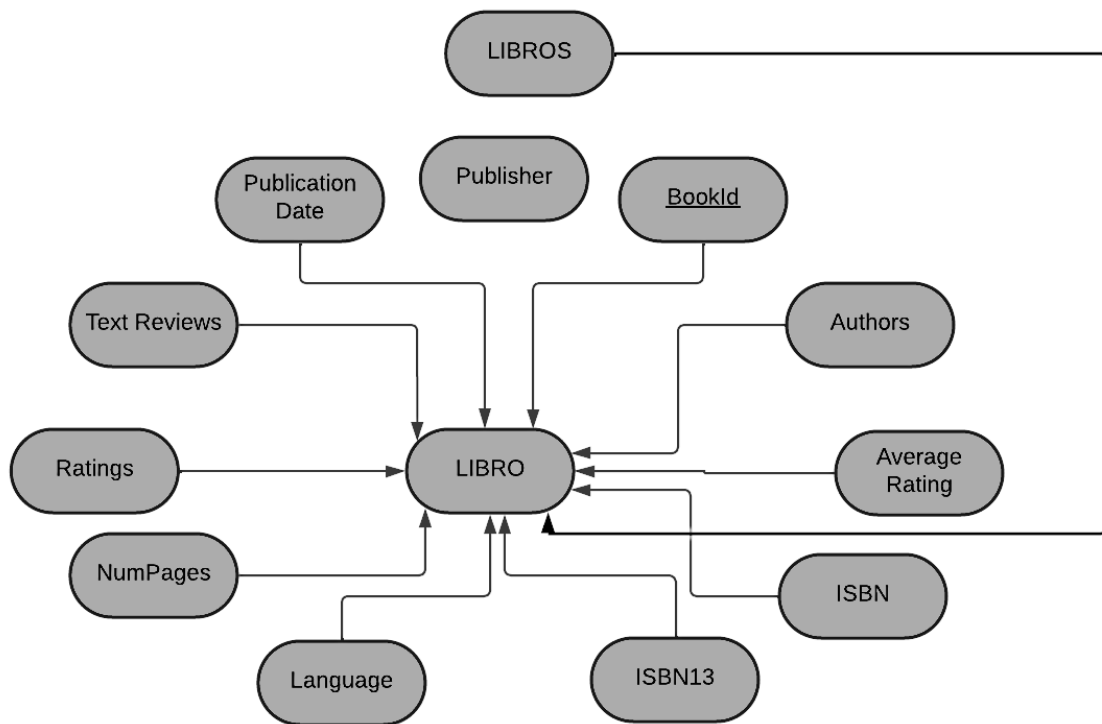 LIBROS
Publisher
Publication
Date
BookId
Text Reviews
Authors
Ratings
LIBRO
Average
Rating
NumPages
ISBN
Language
ISBN13